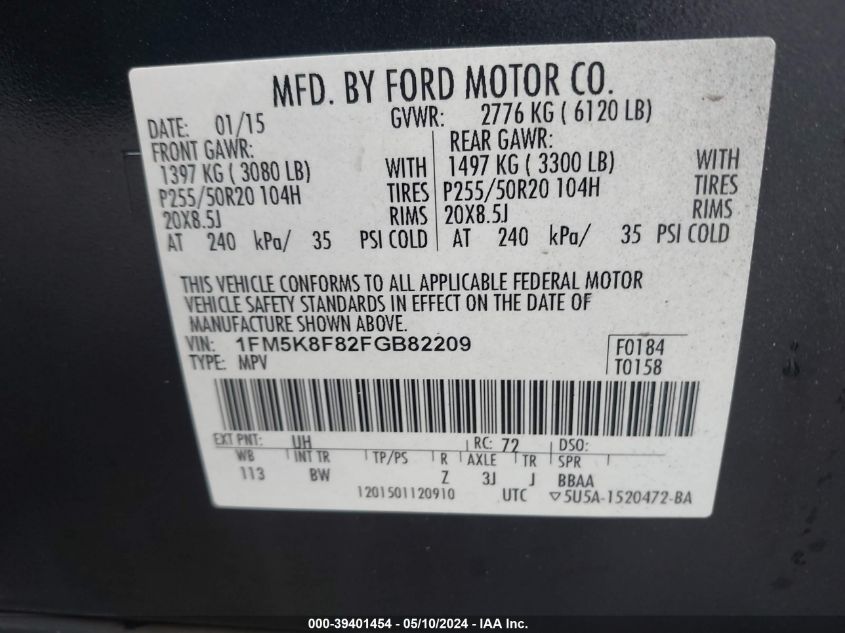 MFD. BY FORD MOTOR CO.
DATE: 01/15 GVWR: 2776 KG ( 6120 LB)
FRONT GAWR: REAR GAWR:
1397 KG ( 3080 LB) WITH 1497 KG ( 3300 LB) WITH
P255/50R20 104H TIRES P255/50R20 104H TIRES
20X8.5J RIMS 20X8.5J RIMS
AT 240 kPa/ 35 PSI COLD AT 240 kPa/ 35 PSI COLD
THIS VEHICLE CONFORMS TO ALL APPLICABLE FEDERAL MOTOR
VEHICLE SAFETY STANDARDS IN EFFECT ON THE DATE OF
MANUFACTURE SHOWN ABOVE.
VIN: 1FM5K8F82FGB82209 F0184
TYPE: MPV T0158
EXT PNT: UH RC: 72 DSO:
WB INT TR TP/PS R AXLE TR SPR
113 BW Z 3J J BBAA
1201501120910 UTC ▽5U5A-1520472-BA
000-39401454 - 05/10/2024 - IAA Inc.